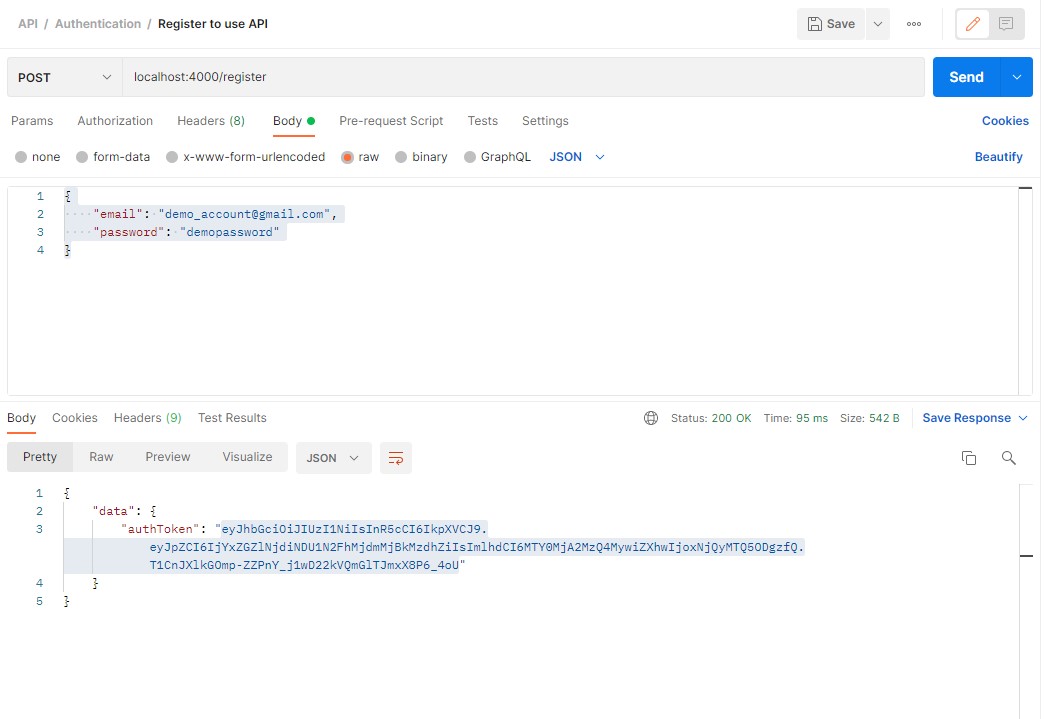 API / Authentication / Register to use API
Save
POST
localhost:4000/register
Send
Params Authorization Headers (8) Body Pre-request Script Tests Settings Cookies
none form-data x-www-form-urlencoded raw binary GraphQL JSON Beautify
1 {
2 ····"email":·"demo_account@gmail.com",
3 ····"password":·"demopassword"
4 }
Body Cookies Headers (9) Test Results Status: 200 OK Time: 95 ms Size: 542 B Save Response
Pretty Raw Preview Visualize JSON
1 {
2 "data": {
3 "authToken": "eyJhbGciOiJIUzI1NiIsInR5cCI6IkpXVCJ9.
eyJpZCI6IjYxZGZlNjdiNDU1N2FhMjdmMjBkMzdhZiIsImlhdCI6MTY0MjA2MzQ4MywiZXhwIjoxNjQyMTQ5ODgzfQ.
T1CnJXlkGOmp-ZZPnY_j1wD22kVQmGlTJmxX8P6_4oU"
4 }
5 }